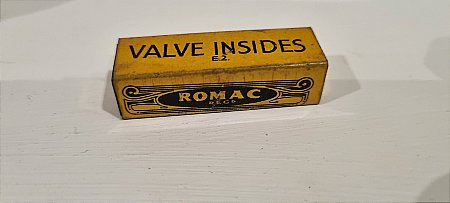 VALVE INSIDES
E.2.
ROMAC
REGD